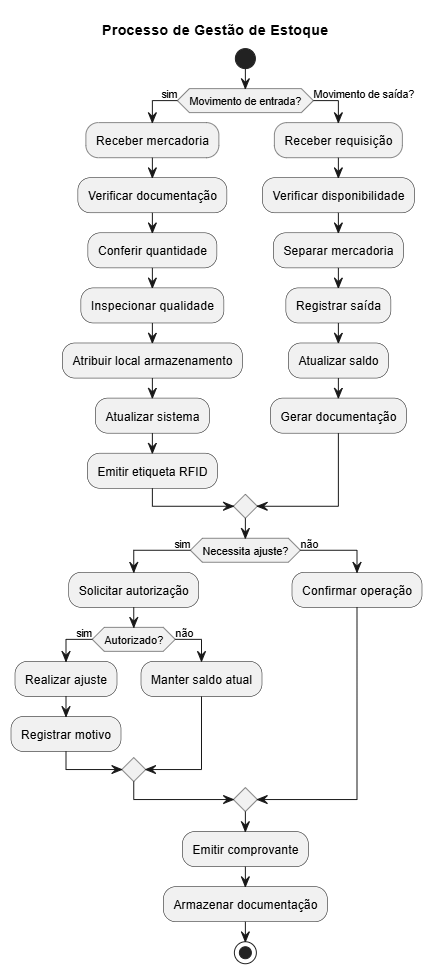 Processo de Gestão de Estoque
sim
Movimento de entrada?
Movimento de saída?
Receber mercadoria
Verificar documentação
Conferir quantidade
Inspecionar qualidade
Atribuir local armazenamento
Atualizar sistema
Emitir etiqueta RFID
Receber requisição
Verificar disponibilidade
Separar mercadoria
Registrar saída
Atualizar saldo
Gerar documentação
sim
Necessita ajuste?
não
Solicitar autorização
sim
Autorizado?
não
Realizar ajuste
Registrar motivo
Manter saldo atual
Confirmar operação
Emitir comprovante
Armazenar documentação